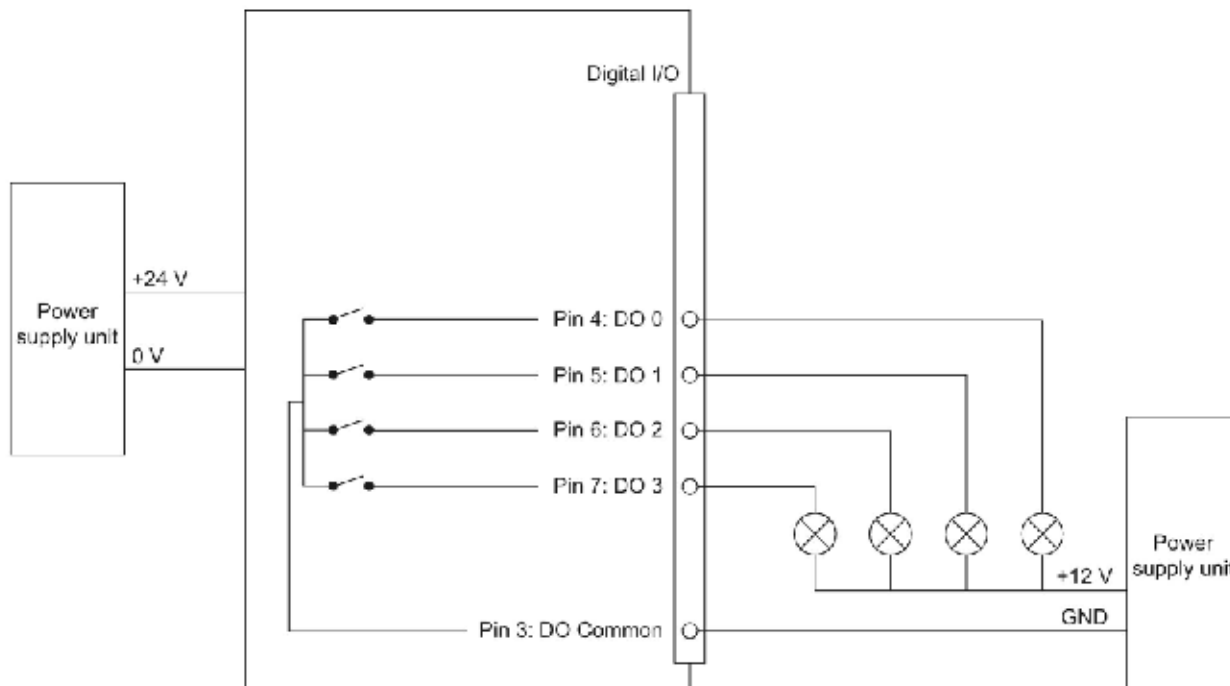 Digital I/O
+24 V
Power
supply unit
0 V
Pin 4: DO 0
Pin 5: DO 1
Pin 6: DO 2
Pin 7: DO 3
+12 V
Power
supply unit
GND
Pin 3: DO Common